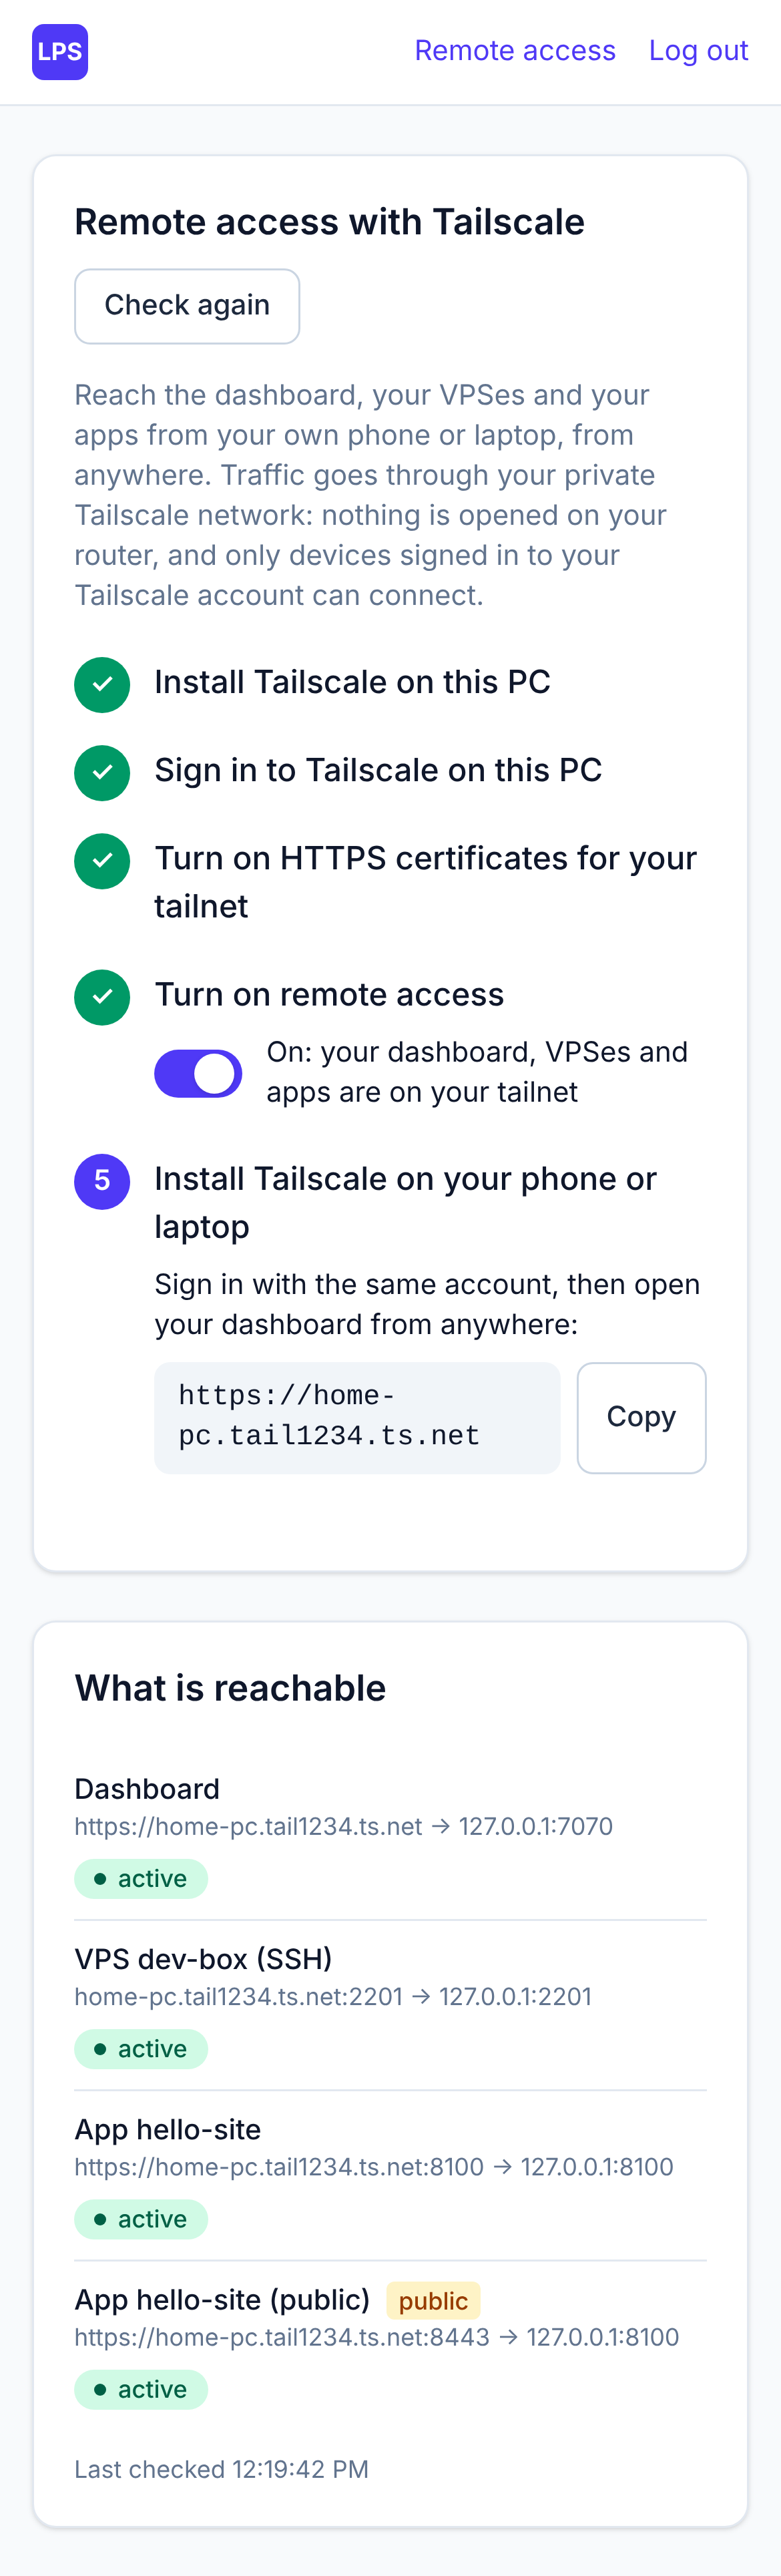 LPS
Remote access
Log out
Remote access with Tailscale
Check again
Reach the dashboard, your VPSes and your
apps from your own phone or laptop, from
anywhere. Traffic goes through your private
Tailscale network: nothing is opened on your
router, and only devices signed in to your
Tailscale account can connect.
Install Tailscale on this PC
Sign in to Tailscale on this PC
Turn on HTTPS certificates for your
tailnet
Turn on remote access
On: your dashboard, VPSes and
apps are on your tailnet
5
Install Tailscale on your phone or
laptop
Sign in with the same account, then open
your dashboard from anywhere:
https://home-
pc.tail1234.ts.net
Copy
What is reachable
Dashboard
https://home-pc.tail1234.ts.net → 127.0.0.1:7070
active
VPS dev-box (SSH)
home-pc.tail1234.ts.net:2201 → 127.0.0.1:2201
active
App hello-site
https://home-pc.tail1234.ts.net:8100 → 127.0.0.1:8100
active
App hello-site (public) public
https://home-pc.tail1234.ts.net:8443 → 127.0.0.1:8100
active
Last checked 12:19:42 PM